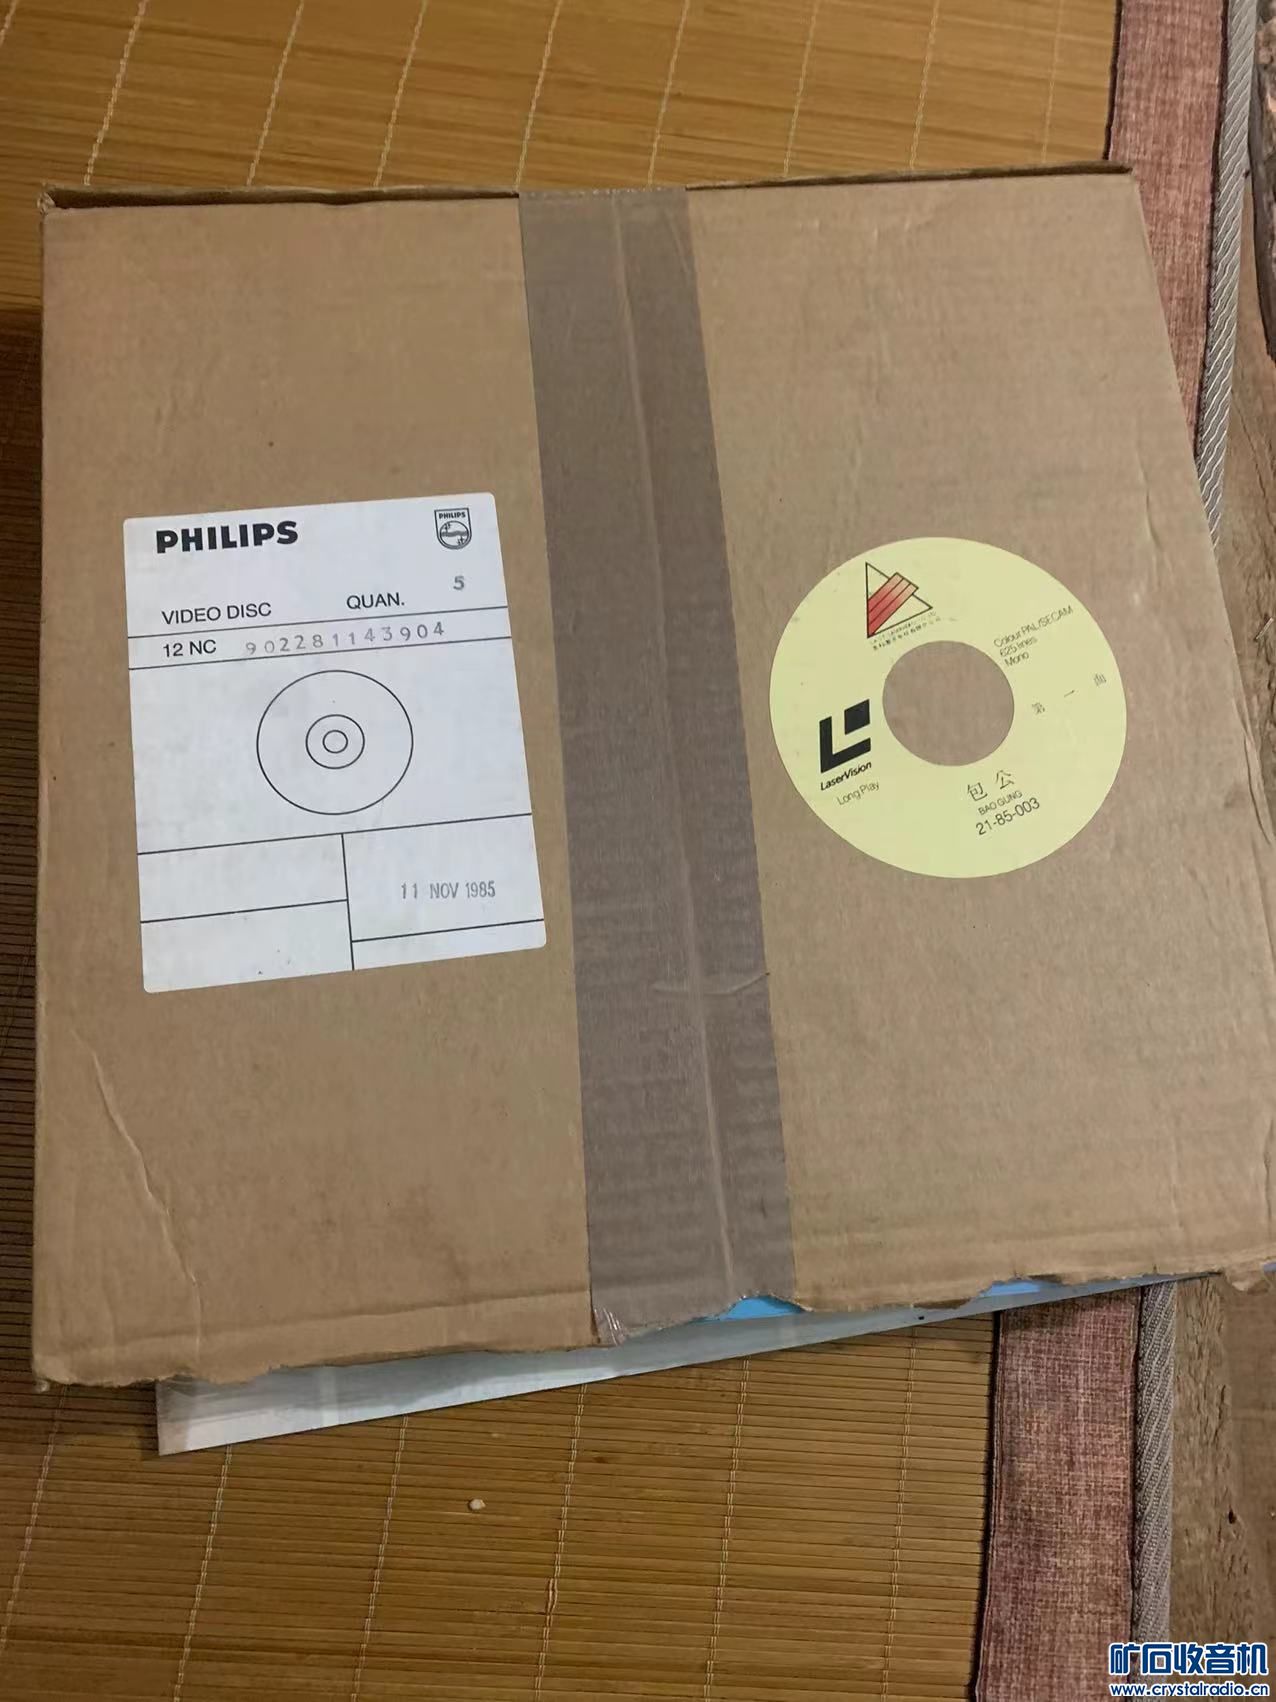 PHILIPS
PHILIPS
VIDEO DISC
QUAN.
5
12 NC
902281143904
11 NOV 1985
Colour PAL/SECAM
625 lines
Mono
第一面
LaserVision
Long Play
包公
BAO GUNG
21-85-003
矿石收音机
www.crystalradio.cn